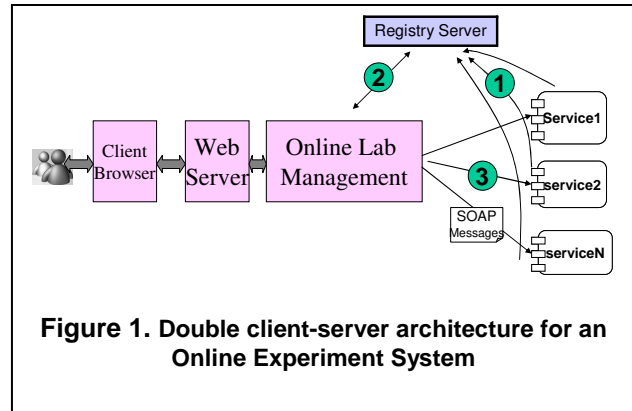 Registry Server
2
1
Service1
Client
Browser
Web
Server
Online Lab
Management
3
service2
SOAP
Messages
serviceN
Figure 1. Double client-server architecture for an
Online Experiment System